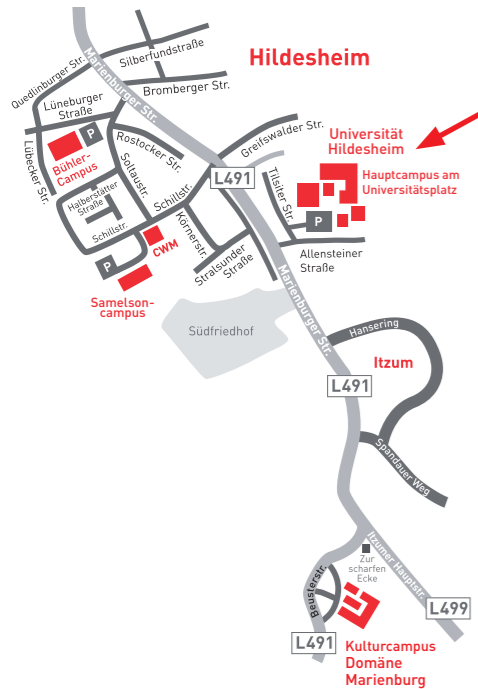 Hildesheim
Marienburger Str.
Silberfundstraße
Quedlinburger Str.
Bromberger Str.
Lüneburger
Straße
P
Bühler-
Campus
Lübecker Str.
Rostocker Str.
Soltaustr.
Greifswalder Str.
L491
Universität
Hildesheim
Hauptcampus am
Universitätsplatz
P
Tilsiter Str.
Allensteiner
Straße
Halberstätter
Straße
Schillstr.
Schillstr.
Körnerstr.
Stralsunder
Straße
CWM
P
Samelson-
campus
Südfriedhof
Marienburger Str.
Hansering
Itzum
L491
Spandauer Weg
Itzumer Hauptstr.
Zur
scharfen
Ecke
Beusterstr.
L499
L491
Kulturcampus
Domäne
Marienburg